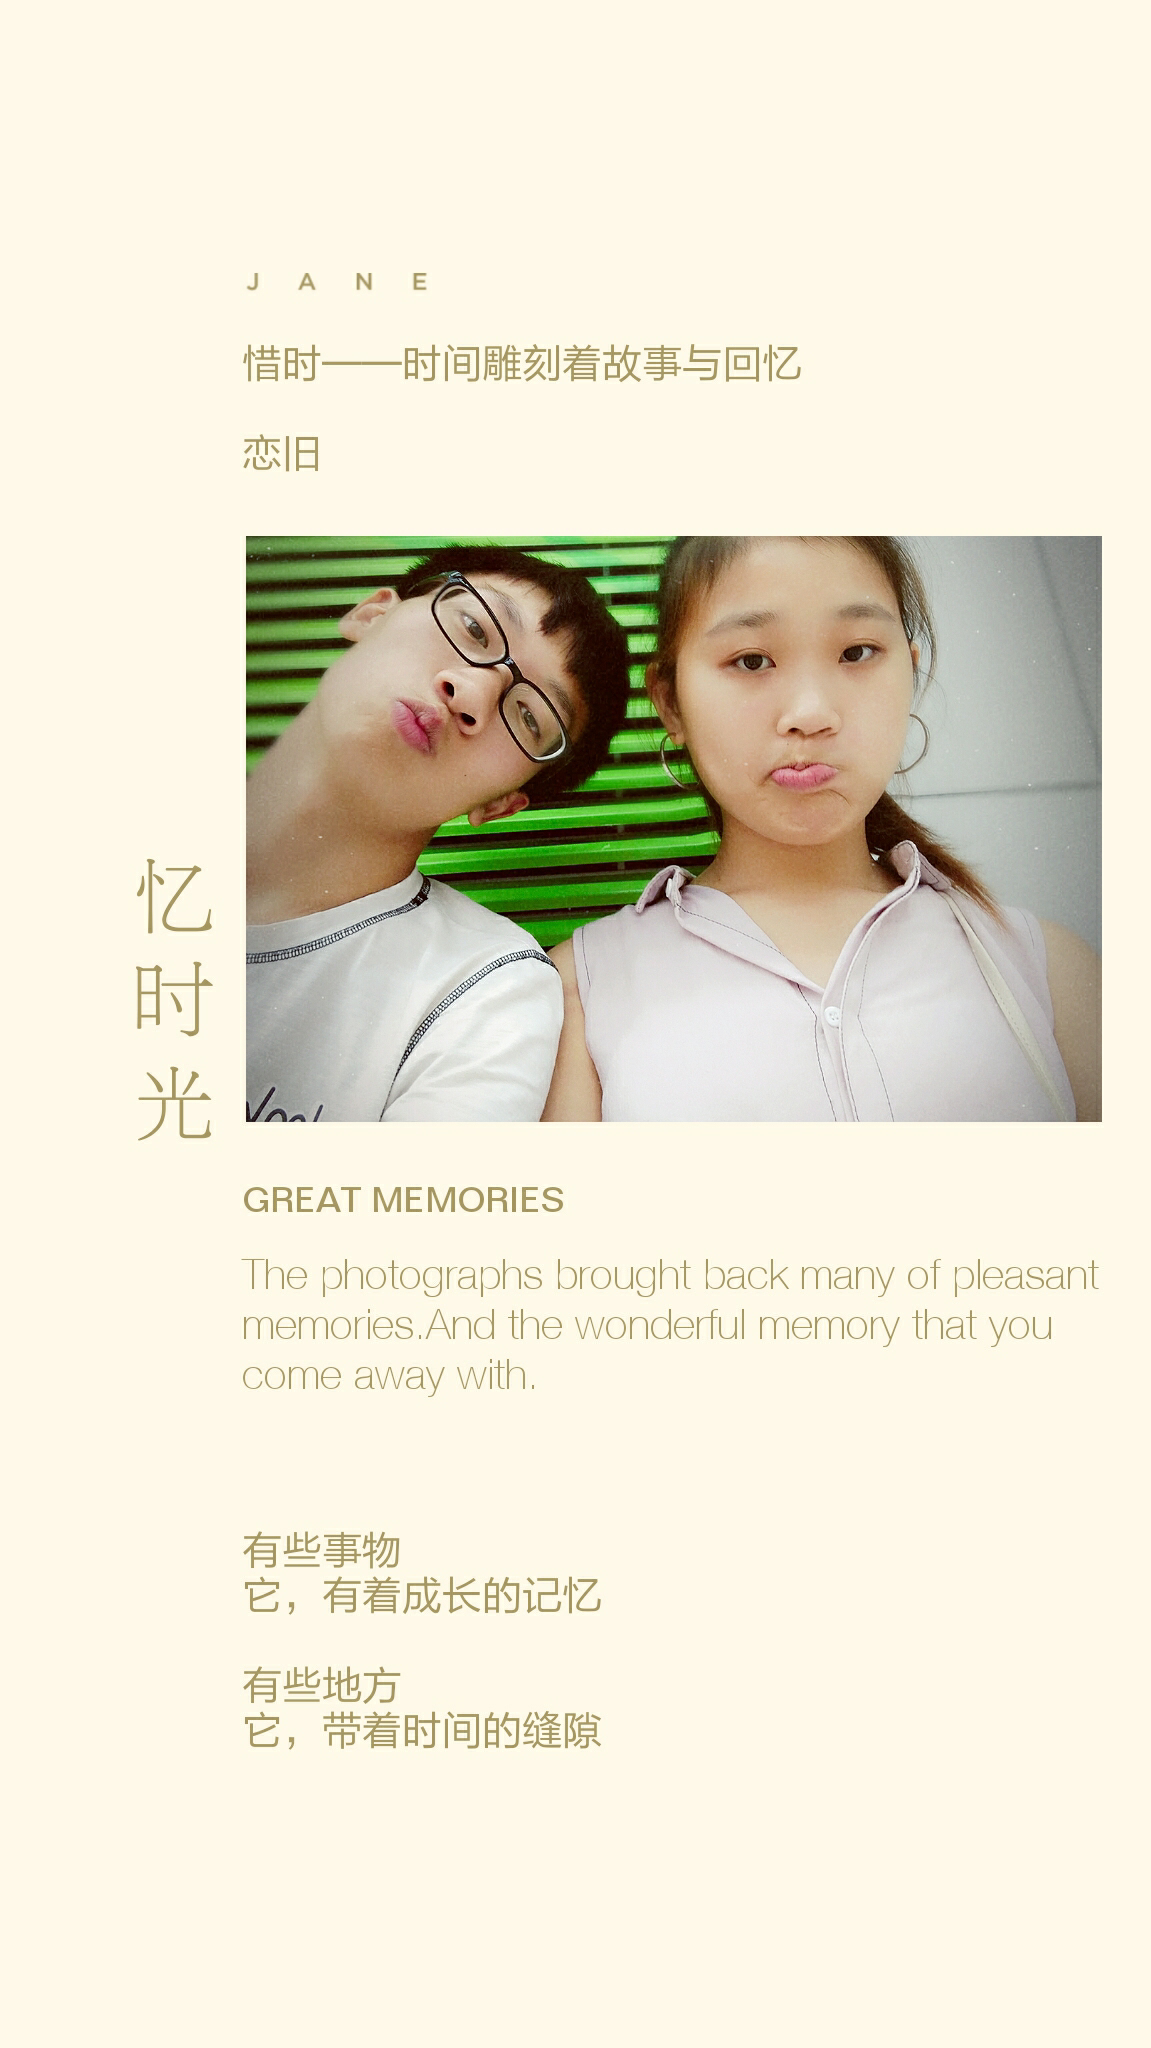 JANE
惜时——时间雕刻着故事与回忆
恋旧
忆时光
GREAT MEMORIES
The photographs brought back many of pleasant
memories.And the wonderful memory that you
come away with.
有些事物
它，有着成长的记忆
有些地方
它，带着时间的缝隙